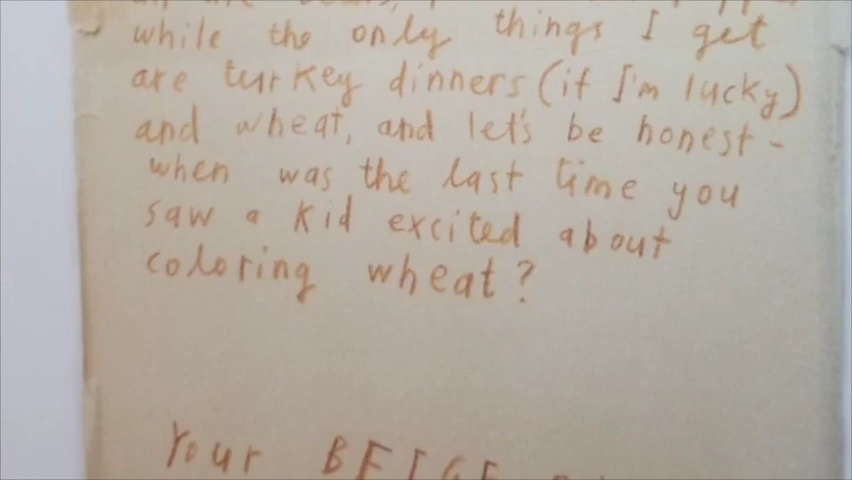 while the only things I get
are turkey dinners (if I'm lucky)
and wheat, and let's be honest -
when was the last time you
saw a kid excited about
coloring wheat?
Your BEIGE